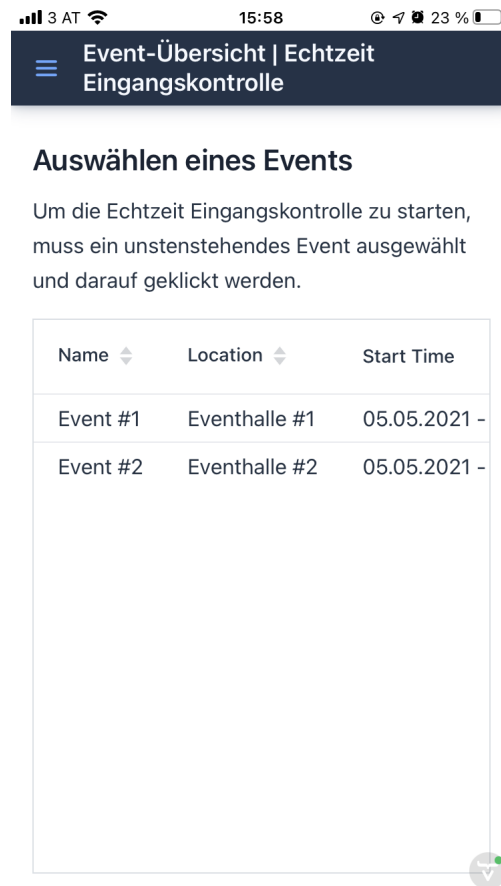 3 AT 15:58 23 %
Event-Übersicht | Echtzeit
Eingangskontrolle
Auswählen eines Events
Um die Echtzeit Eingangskontrolle zu starten,
muss ein unstenstehendes Event ausgewählt
und darauf geklickt werden.
Name Location Start Time
Event #1 Eventhalle #1 05.05.2021 -
Event #2 Eventhalle #2 05.05.2021 -